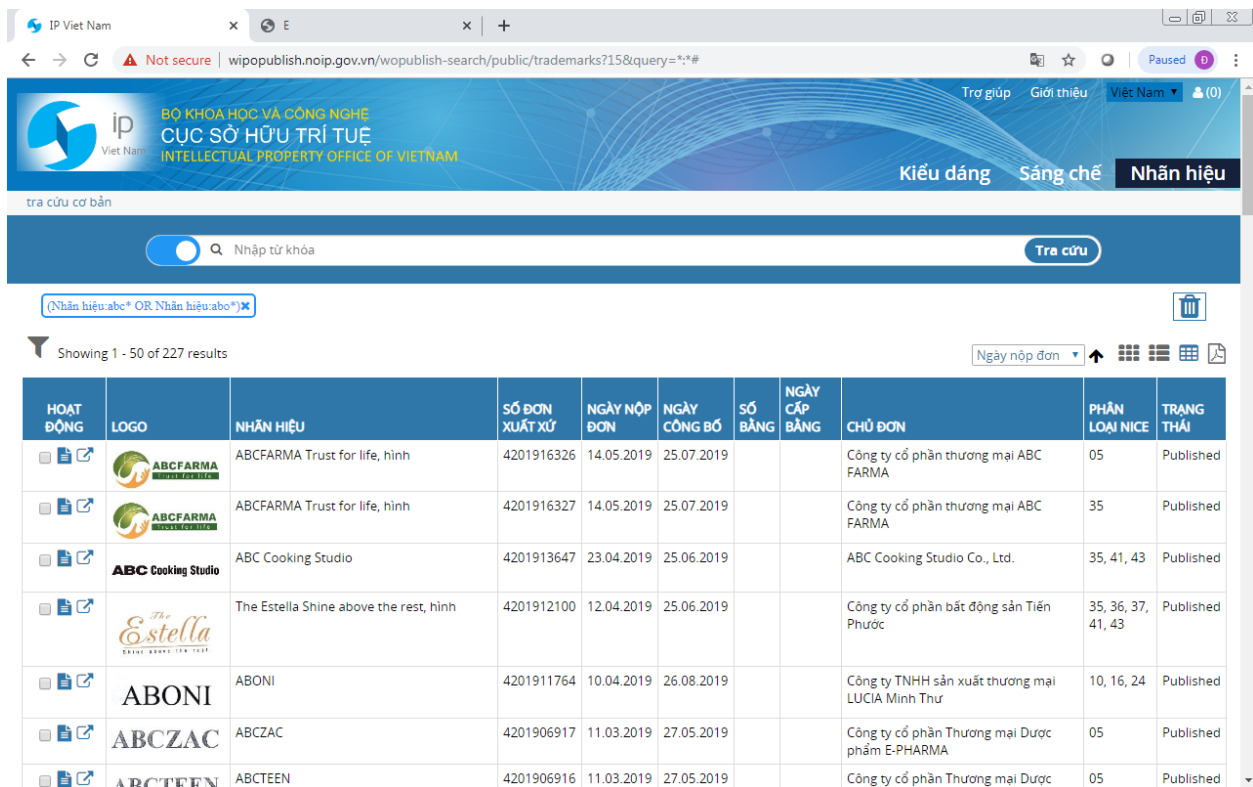 IP Viet Nam
E
Not secure
wipopublish.noip.gov.vn/wopublish-search/public/trademarks?15&query=*:*#
Paused
Đ
ip
Viet Nam
BỘ KHOA HỌC VÀ CÔNG NGHỆ
CỤC SỞ HỮU TRÍ TUỆ
INTELLECTUAL PROPERTY OFFICE OF VIETNAM
Trợ giúp Giới thiệu Việt Nam (0)
Kiểu dáng Sáng chế Nhãn hiệu
tra cứu cơ bản
Nhập từ khóa
Tra cứu
(Nhãn hiệu:abc* OR Nhãn hiệu:abo*)
Showing 1 - 50 of 227 results
Ngày nộp đơn
HOẠT ĐỘNG LOGO NHÃN HIỆU SỐ ĐƠN XUẤT XỨ NGÀY NỘP ĐƠN NGÀY CÔNG BỐ SỐ BẰNG NGÀY CẤP BẰNG CHỦ ĐƠN PHÂN LOẠI NICE TRẠNG THÁI
ABCFARMA Trust for life ABCFARMA Trust for life, hình 4201916326 14.05.2019 25.07.2019 Công ty cổ phần thương mại ABC FARMA 05 Published
ABCFARMA Trust for life ABCFARMA Trust for life, hình 4201916327 14.05.2019 25.07.2019 Công ty cổ phần thương mại ABC FARMA 35 Published
ABC Cooking Studio ABC Cooking Studio 4201913647 23.04.2019 25.06.2019 ABC Cooking Studio Co., Ltd. 35, 41, 43 Published
The Estella Shine above the rest The Estella Shine above the rest, hình 4201912100 12.04.2019 25.06.2019 Công ty cổ phần bất động sản Tiến Phước 35, 36, 37, 41, 43 Published
ABONI ABONI 4201911764 10.04.2019 26.08.2019 Công ty TNHH sản xuất thương mại LUCIA Minh Thư 10, 16, 24 Published
ABCZAC ABCZAC 4201906917 11.03.2019 27.05.2019 Công ty cổ phần Thương mại Dược phẩm E-PHARMA 05 Published
ABCTEEN ABCTEEN 4201906916 11.03.2019 27.05.2019 Công ty cổ phần Thương mại Dược 05 Published